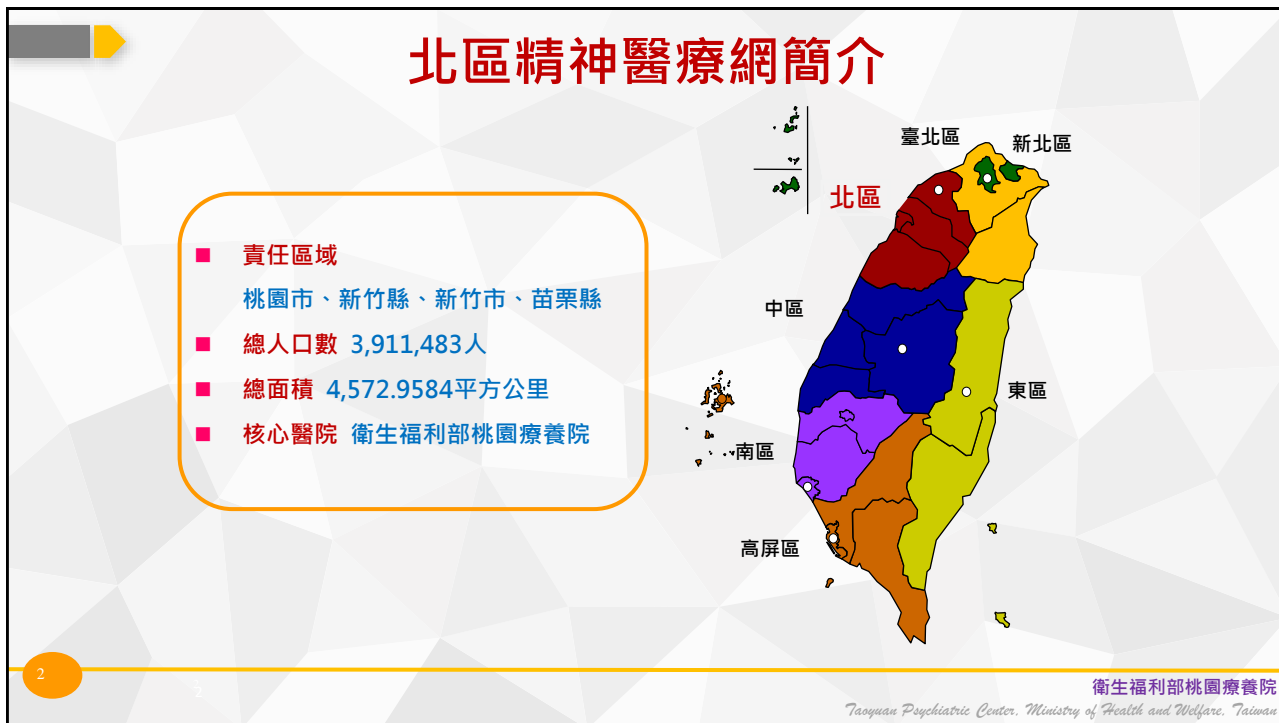 北區精神醫療網簡介
責任區域
桃園市、新竹縣、新竹市、苗栗縣
總人口數 3,911,483人
總面積 4,572.9584平方公里
核心醫院 衛生福利部桃園療養院
臺北區
新北區
北區
中區
東區
南區
高屏區
2
2
衛生福利部桃園療養院
Taoyuan Psychiatric Center, Ministry of Health and Welfare, Taiwan